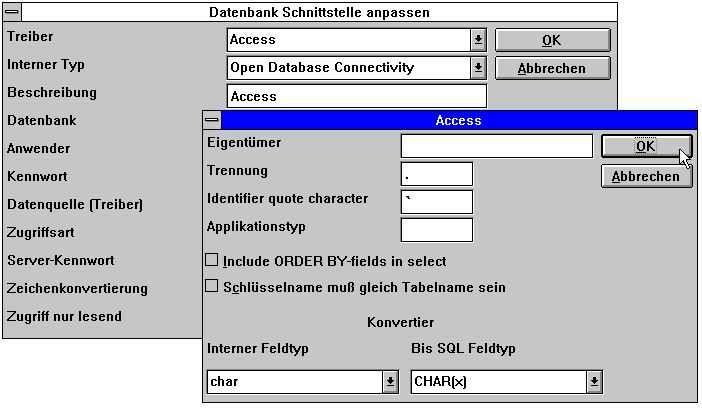 Datenbank Schnittstelle anpassen
Treiber Access OK
Interner Typ Open Database Connectivity Abbrechen
Beschreibung Access
Datenbank
Anwender
Kennwort
Datenquelle (Treiber)
Zugriffsart
Server-Kennwort
Zeichenkonvertierung
Zugriff nur lesend
Access
Eigentümer OK
Trennung . Abbrechen
Identifier quote character `
Applikationstyp
Include ORDER BY-fields in select
Schlüsselname muß gleich Tabelname sein
Konvertier
Interner Feldtyp Bis SQL Feldtyp
char CHAR(x)